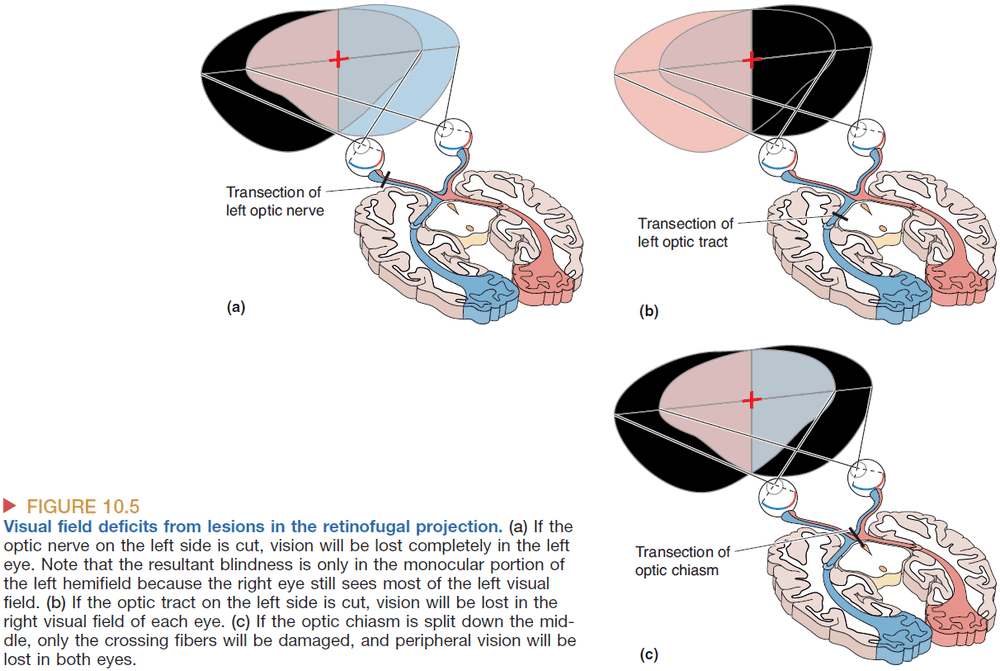 Transection of
left optic nerve
(a)
Transection of
left optic tract
(b)
Transection of
optic chiasm
(c)
▶ FIGURE 10.5
Visual field deficits from lesions in the retinofugal projection. (a) If the
optic nerve on the left side is cut, vision will be lost completely in the left
eye. Note that the resultant blindness is only in the monocular portion of
the left hemifield because the right eye still sees most of the left visual
field. (b) If the optic tract on the left side is cut, vision will be lost in the
right visual field of each eye. (c) If the optic chiasm is split down the mid-
dle, only the crossing fibers will be damaged, and peripheral vision will be
lost in both eyes.